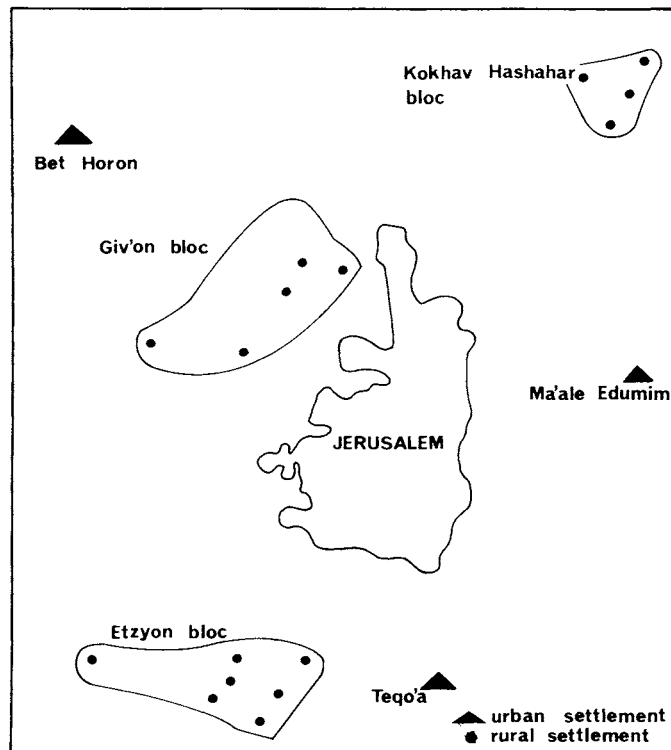 Kokhav Hashahar
bloc
Bet Horon
Giv'on bloc
Ma'ale Edumim
JERUSALEM
Etzyon bloc
Teqo'a
urban settlement
rural settlement